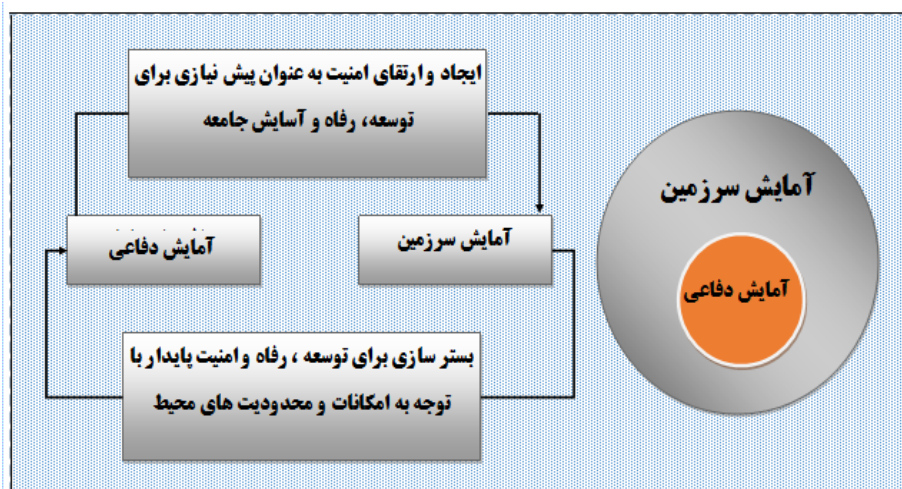 ایجاد و ارتقای امنیت به عنوان پیش نیازی برای
توسعه، رفاه و آسایش جامعه
آمایش سرزمین
آمایش دفاعی
آمایش سرزمین
آمایش دفاعی
بستر سازی برای توسعه ، رفاه و امنیت پایدار با
توجه به امکانات و محدودیت های محیط